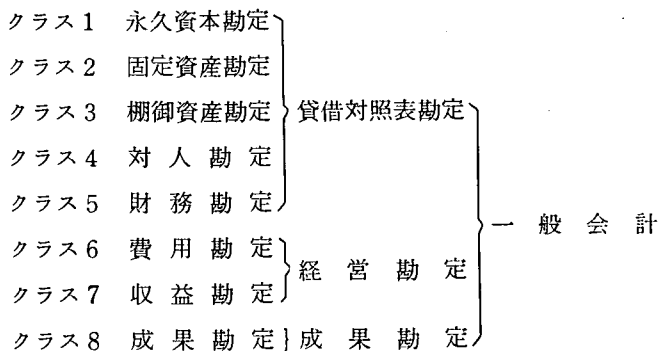 クラス1 永久資本勘定
クラス2 固定資産勘定
クラス3 棚御資産勘定 貸借対照表勘定
クラス4 対人勘定
クラス5 財務勘定
クラス6 費用勘定
経営勘定
クラス7 収益勘定
クラス8 成果勘定 成果勘定
一般会計